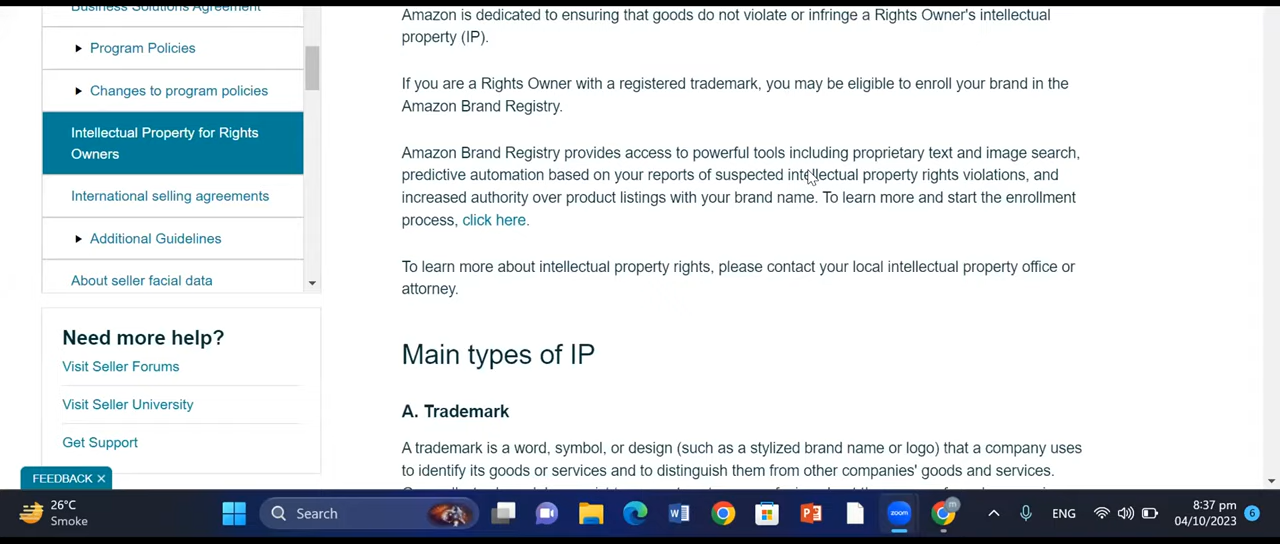 Business Solutions Agreement
Program Policies
Changes to program policies
Intellectual Property for Rights
Owners
International selling agreements
Additional Guidelines
About seller facial data
Need more help?
Visit Seller Forums
Visit Seller University
Get Support
FEEDBACK ×
Amazon is dedicated to ensuring that goods do not violate or infringe a Rights Owner's intellectual
property (IP).
If you are a Rights Owner with a registered trademark, you may be eligible to enroll your brand in the
Amazon Brand Registry.
Amazon Brand Registry provides access to powerful tools including proprietary text and image search,
predictive automation based on your reports of suspected intellectual property rights violations, and
increased authority over product listings with your brand name. To learn more and start the enrollment
process, click here.
To learn more about intellectual property rights, please contact your local intellectual property office or
attorney.
Main types of IP
A. Trademark
A trademark is a word, symbol, or design (such as a stylized brand name or logo) that a company uses
to identify its goods or services and to distinguish them from other companies' goods and services.
26°C
Smoke
Search
zoom
m
ENG
8:37 pm
04/10/2023
6